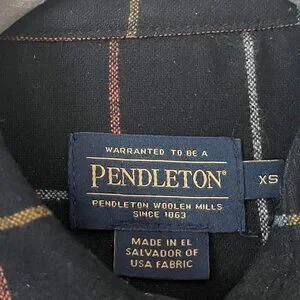 WARRANTED TO BE A
PENDLETON®
XS
PENDLETON WOOLEN MILLS
SINCE 1863
MADE IN EL
SALVADOR OF
USA FABRIC